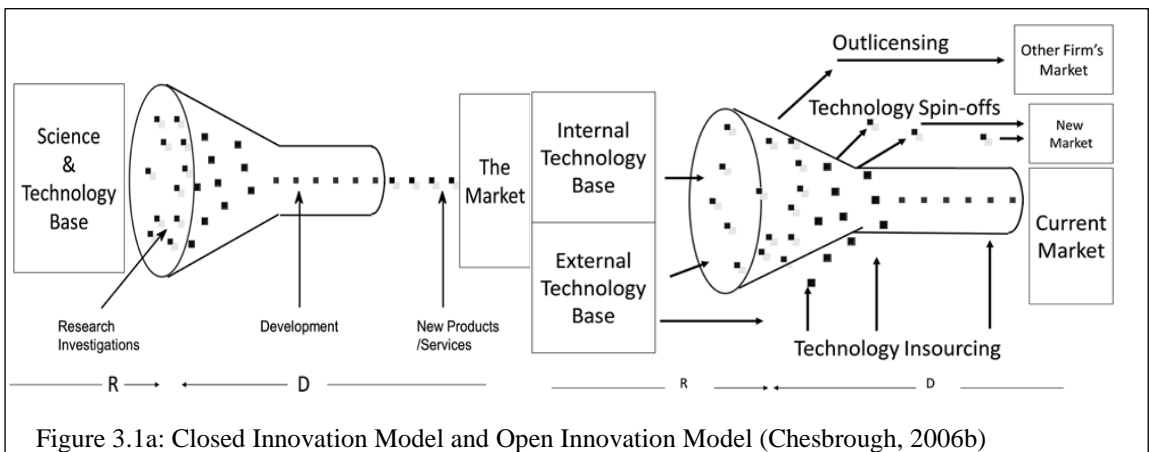 Science
&
Technology
Base
The
Market
Research
Investigations
Development
New Products
/Services
R
D
Internal
Technology
Base
External
Technology
Base
Outlicensing
Other Firm's
Market
Technology Spin-offs
New
Market
Current
Market
Technology Insourcing
R
D
Figure 3.1a: Closed Innovation Model and Open Innovation Model (Chesbrough, 2006b)